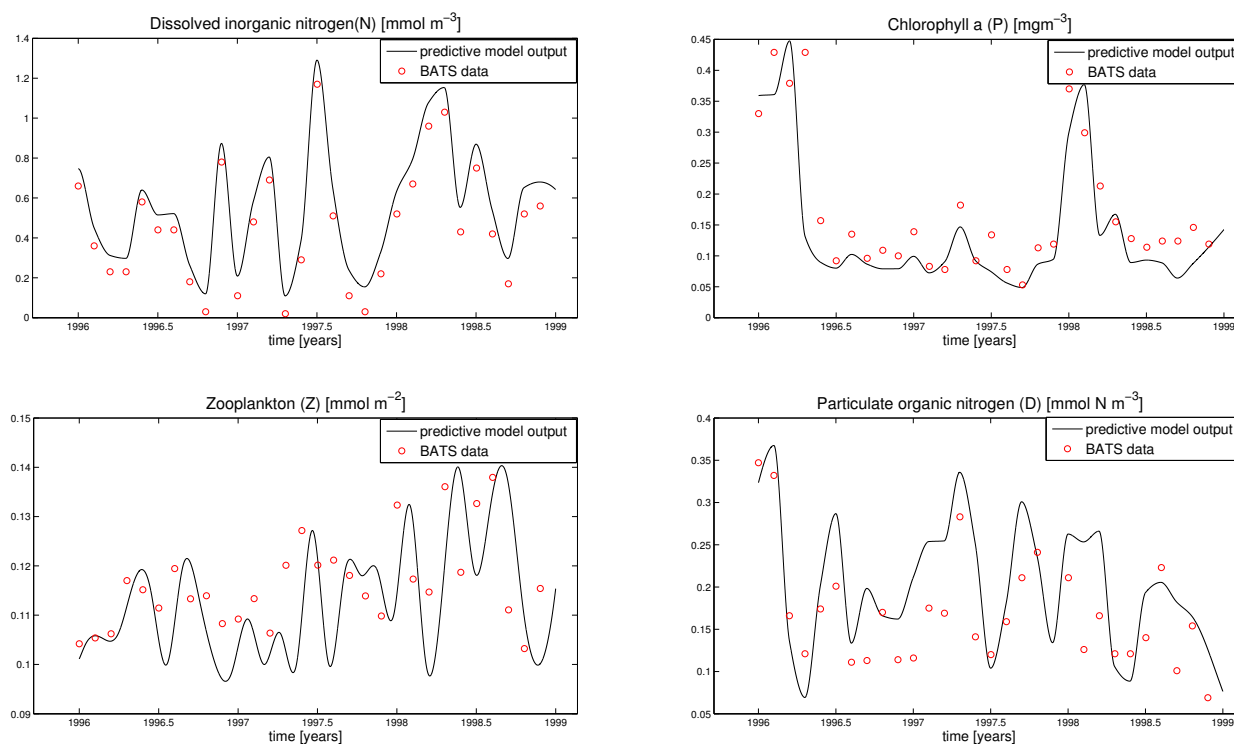 Dissolved inorganic nitrogen(N) [mmol m⁻³]
1.4
1.2
1
0.8
0.6
0.4
0.2
0
predictive model output
BATS data
1996 1996.5 1997 1997.5 1998 1998.5 1999
time [years]
Chlorophyll a (P) [mgm⁻³]
0.45
0.4
0.35
0.3
0.25
0.2
0.15
0.1
0.05
0
predictive model output
BATS data
1996 1996.5 1997 1997.5 1998 1998.5 1999
time [years]
Zooplankton (Z) [mmol m⁻²]
0.15
0.14
0.13
0.12
0.11
0.1
0.09
predictive model output
BATS data
1996 1996.5 1997 1997.5 1998 1998.5 1999
time [years]
Particulate organic nitrogen (D) [mmol N m⁻³]
0.4
0.35
0.3
0.25
0.2
0.15
0.1
0.05
predictive model output
BATS data
1996 1996.5 1997 1997.5 1998 1998.5 1999
time [years]